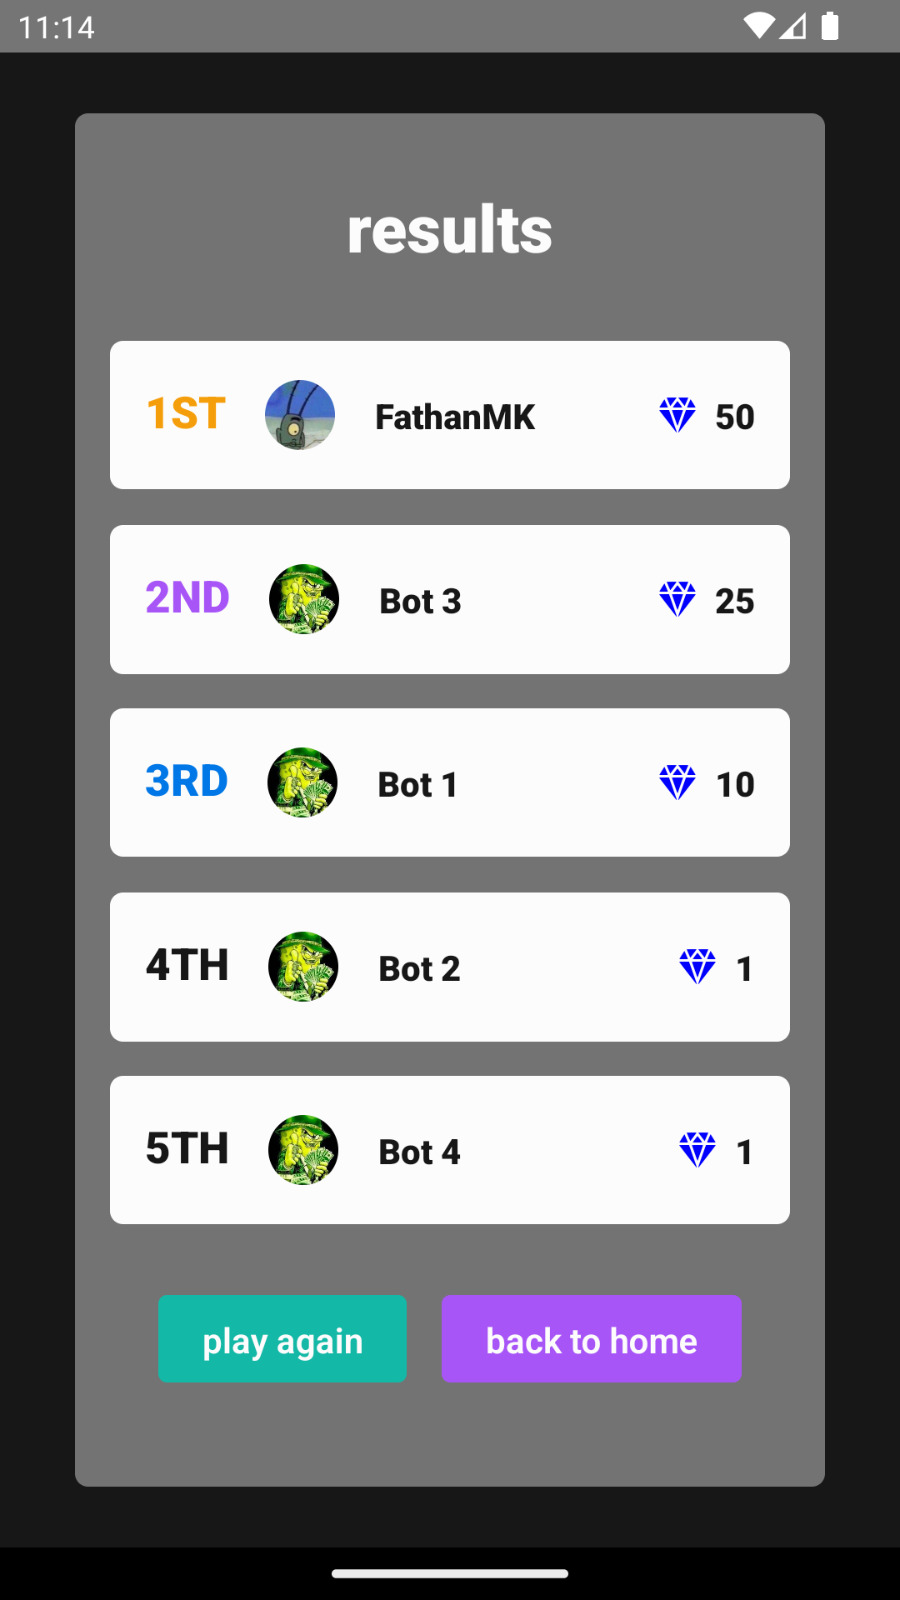 11:14
results
1ST FathanMK 50
2ND Bot 3 25
3RD Bot 1 10
4TH Bot 2 1
5TH Bot 4 1
play again back to home